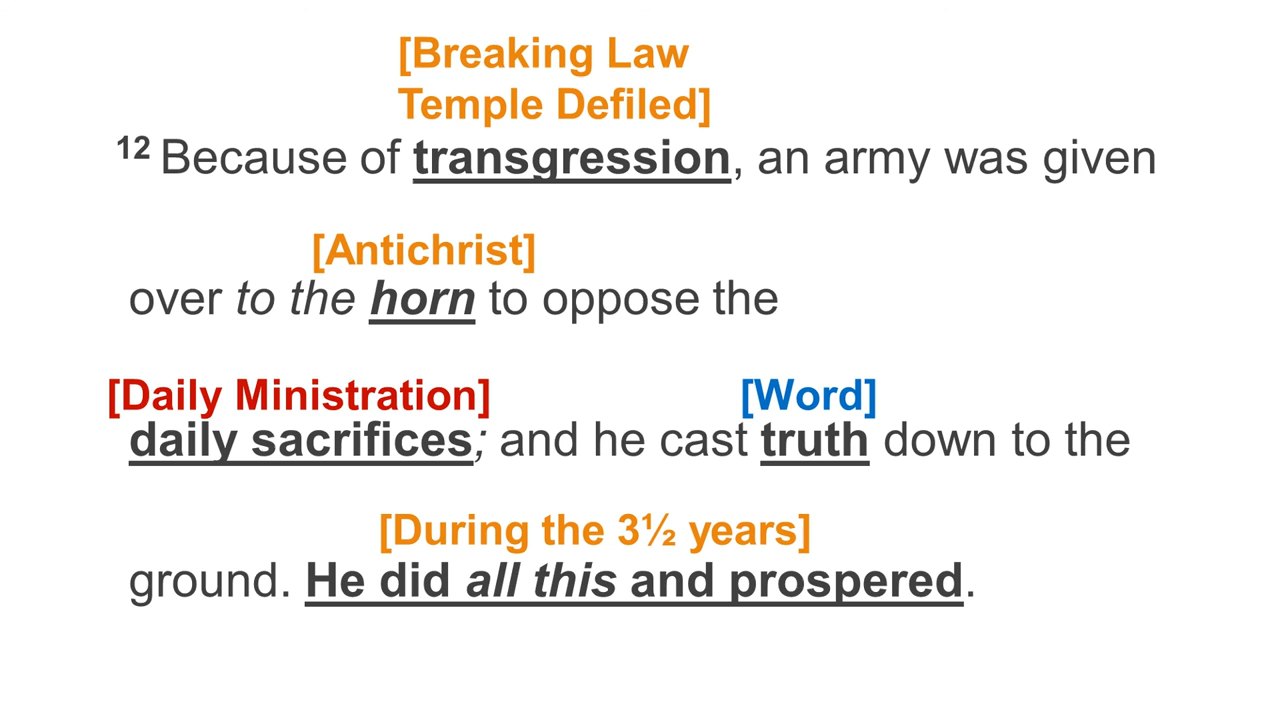 [Breaking Law
Temple Defiled]
12 Because of transgression, an army was given
[Antichrist]
over to the horn to oppose the
[Daily Ministration] [Word]
daily sacrifices; and he cast truth down to the
[During the 3½ years]
ground. He did all this and prospered.